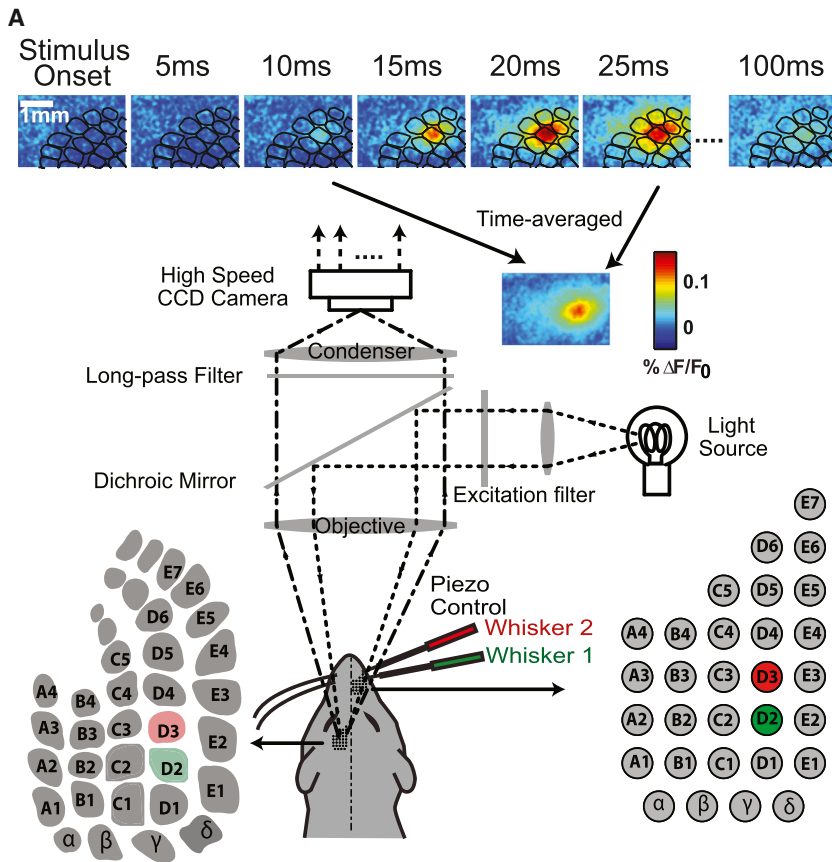 A
Stimulus Onset
5ms
10ms
15ms
20ms
25ms
100ms
1mm
.....
Time-averaged
High Speed
CCD Camera
0.1
0
% ΔF/F0
Condenser
Long-pass Filter
Light
Source
Dichroic Mirror
Excitation filter
Objective
Piezo
Control
Whisker 2
Whisker 1
E7
E6
D6
E5
D5
C5
E4
D4
C4
A4
B4
E3
C3
D3
A3
B3
E2
D2
C2
A2
B2
E1
D1
C1
B1
A1
α
β
γ
δ
E7
D6
E6
C5
D5
E5
A4
B4
C4
D4
E4
A3
B3
C3
D3
E3
A2
B2
C2
D2
E2
A1
B1
C1
D1
E1
α
β
γ
δ